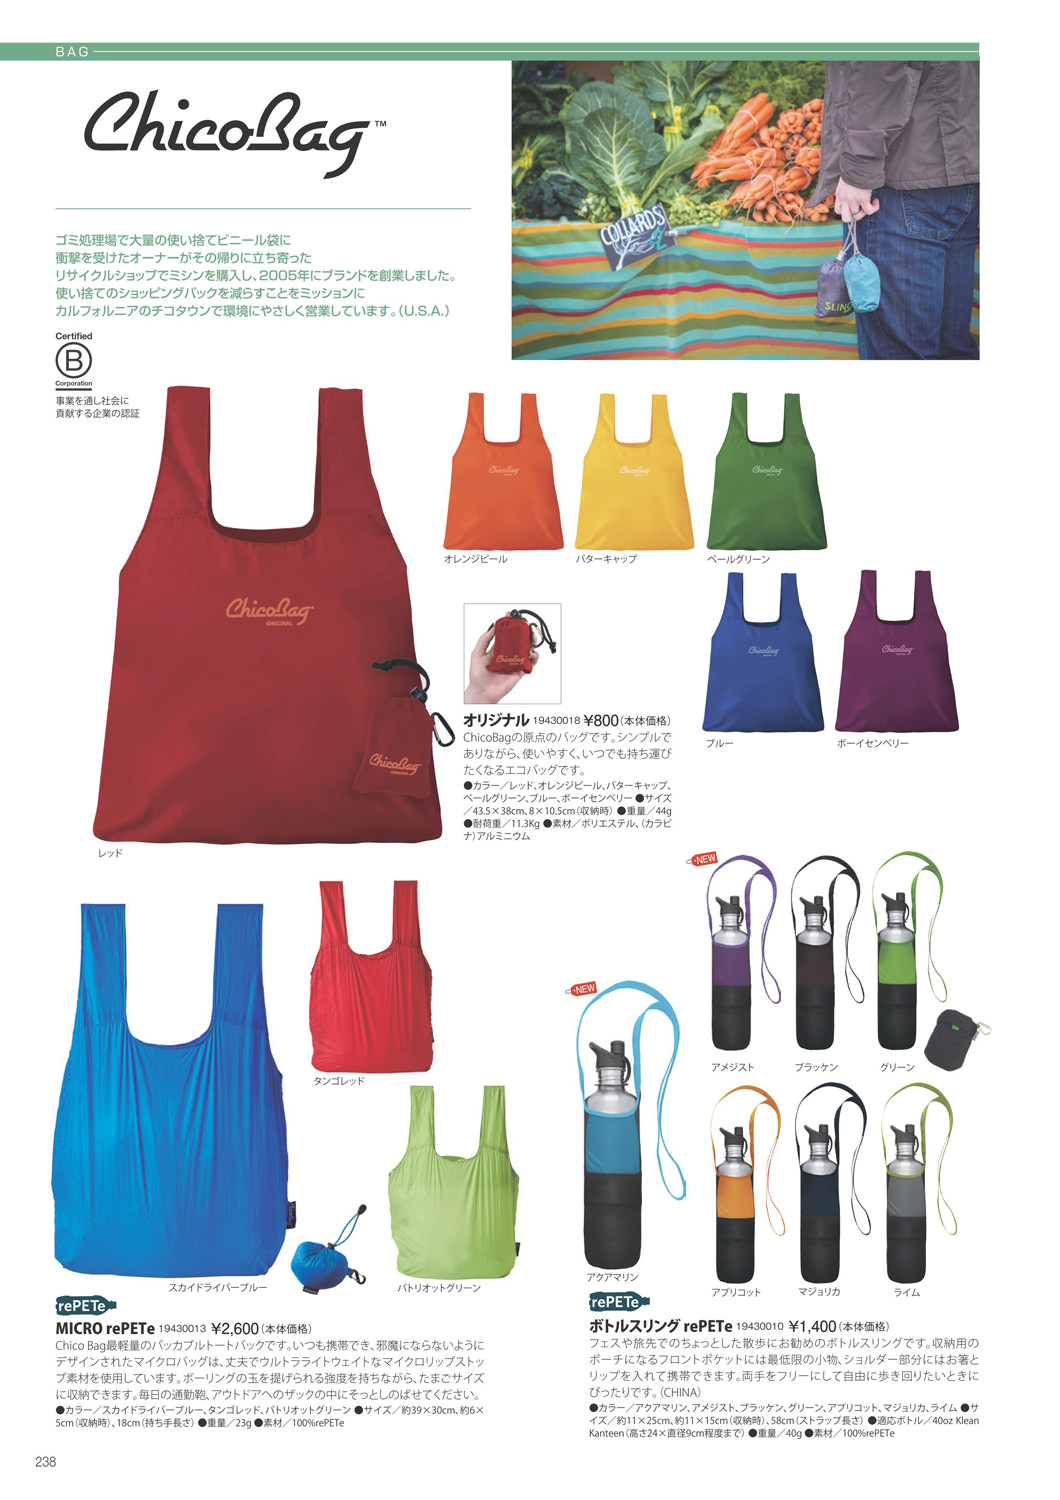 BAG
ChicoBag™
ゴミ処理場で大量の使い捨てビニール袋に
衝撃を受けたオーナーがその帰りに立ち寄った
リサイクルショップでミシンを購入し、2005年にブランドを創業しました。
使い捨てのショッピングバックを減らすことをミッションに
カルフォルニアのチコタウンで環境にやさしく営業しています。(U.S.A.)
COLLARDS
SLING
Certified
B
Corporation
事業を通し社会に
貢献する企業の認証
ChicoBag
ORIGINAL
ChicoBag
レッド
ChicoBag
ChicoBag
ChicoBag
オレンジピール
バターキャップ
ペールグリーン
ChicoBag
ChicoBag
ブルー
ボーイセンベリー
ChicoBag
オリジナル 19430018 ¥800(本体価格)
ChicoBagの原点のバッグです。シンプルで
ありながら、使いやすく、いつでも持ち運び
たくなるエコバッグです。
●カラー／レッド、オレンジピール、バターキャップ、
ペールグリーン、ブルー、ボーイセンベリー ●サイズ
／43.5×38cm、8×10.5cm(収納時) ●重量／44g
●耐荷重／11.3Kg ●素材／ポリエステル、(カラビ
ナ)アルミニウム
タンゴレッド
スカイドライバーブルー
パトリオットグリーン
rePETe
MICRO rePETe 19430013 ¥2,600(本体価格)
Chico Bag最軽量のパッカブルトートバックです。いつも携帯でき、邪魔にならないように
デザインされたマイクロバッグは、丈夫でウルトラライトウェイトなマイクロリップストッ
プ素材を使用しています。ボーリングの玉を提げられる強度を持ちながら、たまごサイズ
に収納できます。毎日の通勤鞄、アウトドアへのザックの中にそっとしのばせてください。
●カラー／スカイドライバーブルー、タンゴレッド、パトリオットグリーン ●サイズ／約39×30cm、約6×
5cm(収納時)、18cm(持ち手長さ) ●重量／23g ●素材／100%rePETe
NEW
NEW
アメジスト
ブラッケン
グリーン
アクアマリン
アプリコット
マジョリカ
ライム
rePETe
ボトルスリング rePETe 19430010 ¥1,400(本体価格)
フェスや旅先でのちょっとした散歩にお勧めのボトルスリングです。収納用の
ポーチになるフロントポケットには最低限の小物、ショルダー部分にはお箸と
リップを入れて携帯できます。両手をフリーにして自由に歩き回りたいときに
ぴったりです。(CHINA)
●カラー／アクアマリン、アメジスト、ブラッケン、グリーン、アプリコット、マジョリカ、ライム ●サ
イズ／約11×25cm、約11×15cm(収納時)、58cm(ストラップ長さ) ●適応ボトル／40oz Klean
Kanteen(高さ24×直径9cm程度まで) ●重量／40g ●素材／100%rePETe
238